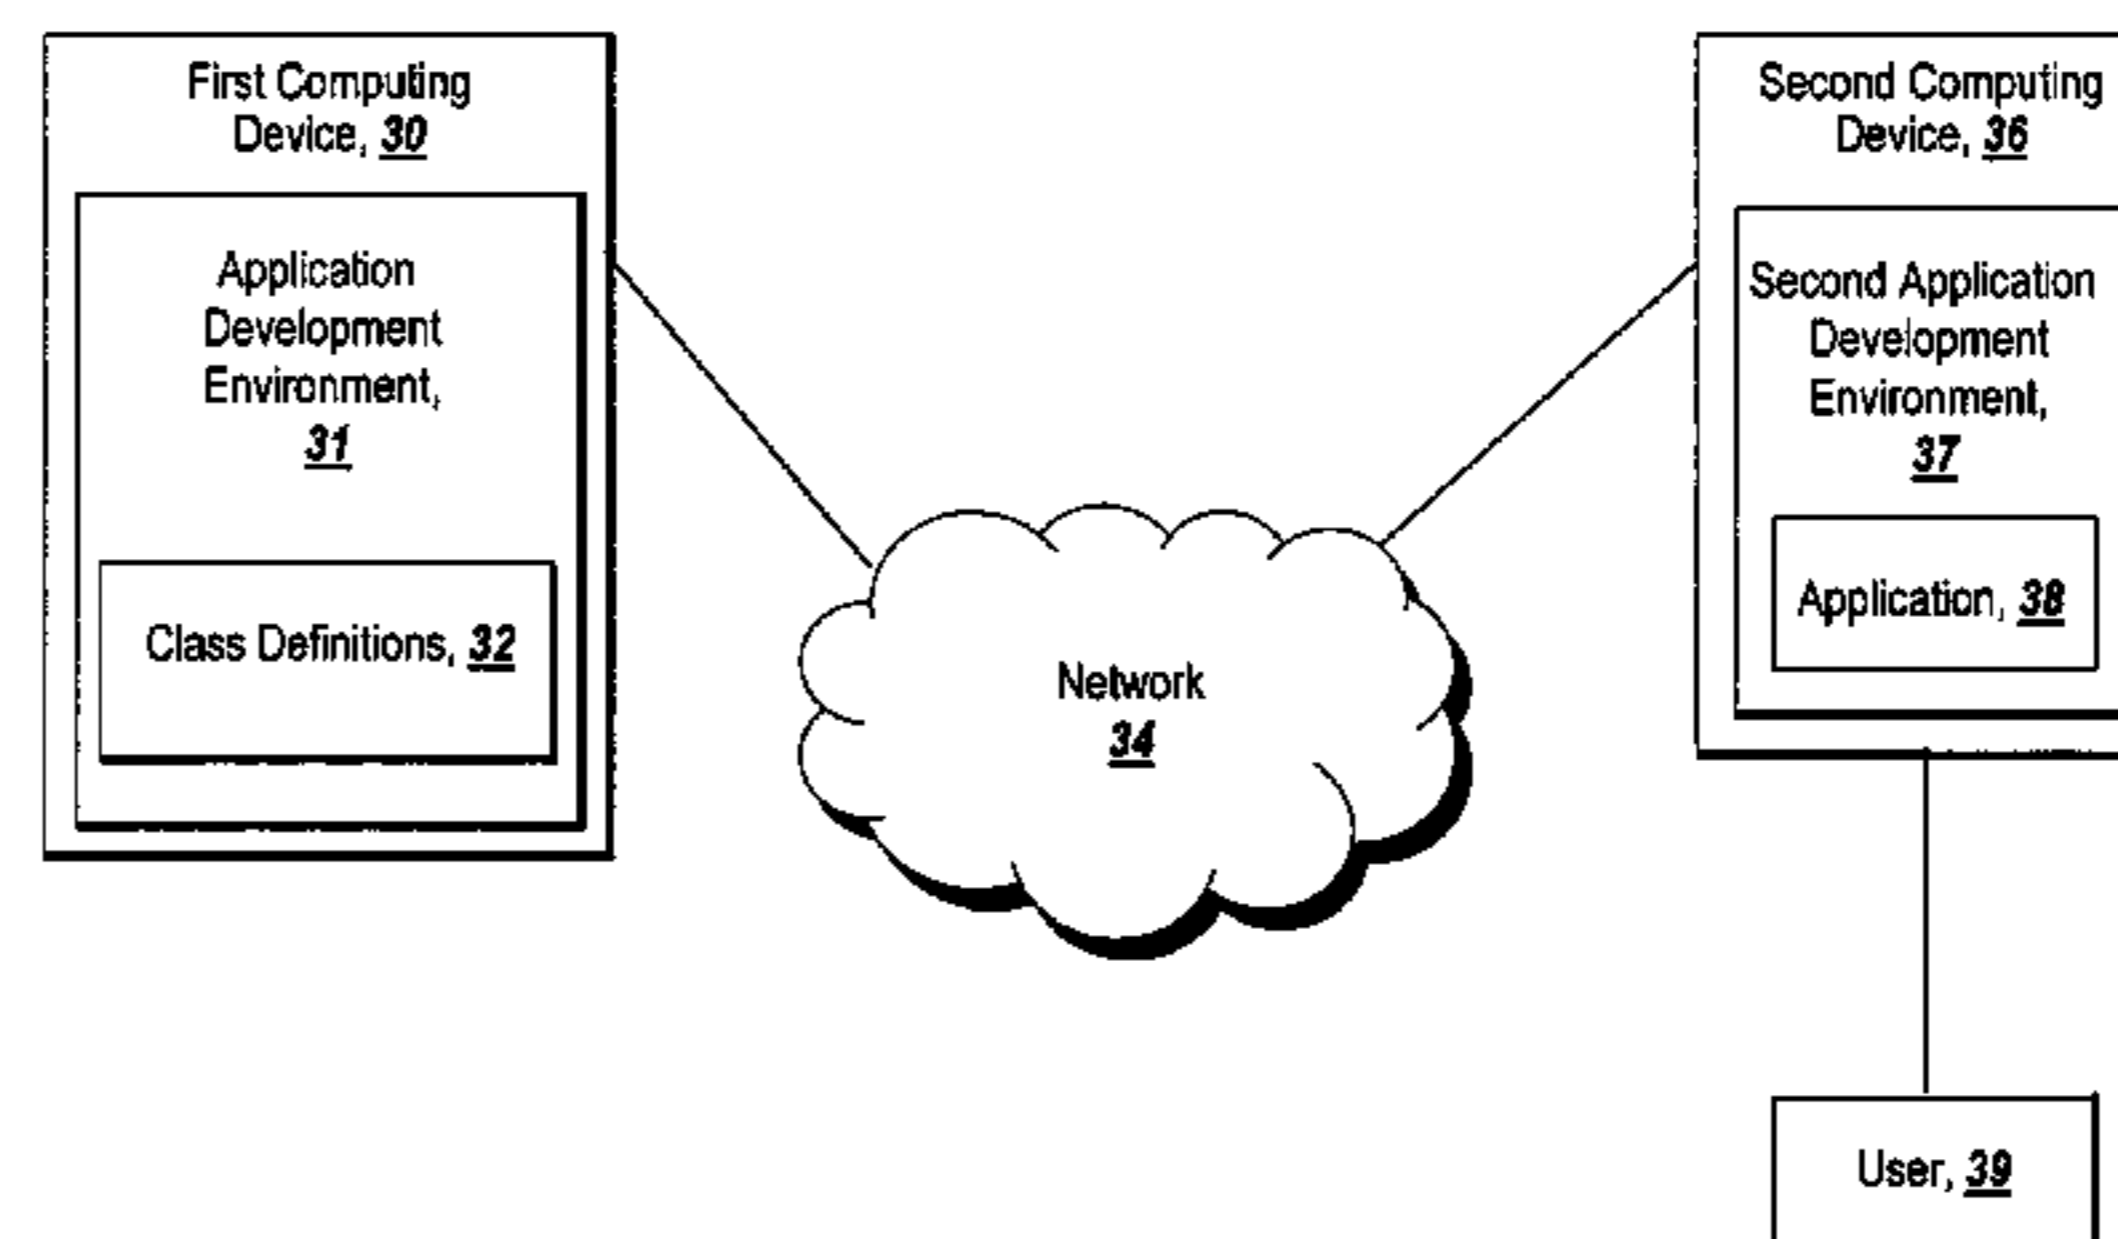 First Computing
Device, 30
Application
Development
Environment,
31
Class Definitions, 32
Network
34
Second Computing
Device, 36
Second Application
Development
Environment,
37
Application, 38
User, 39